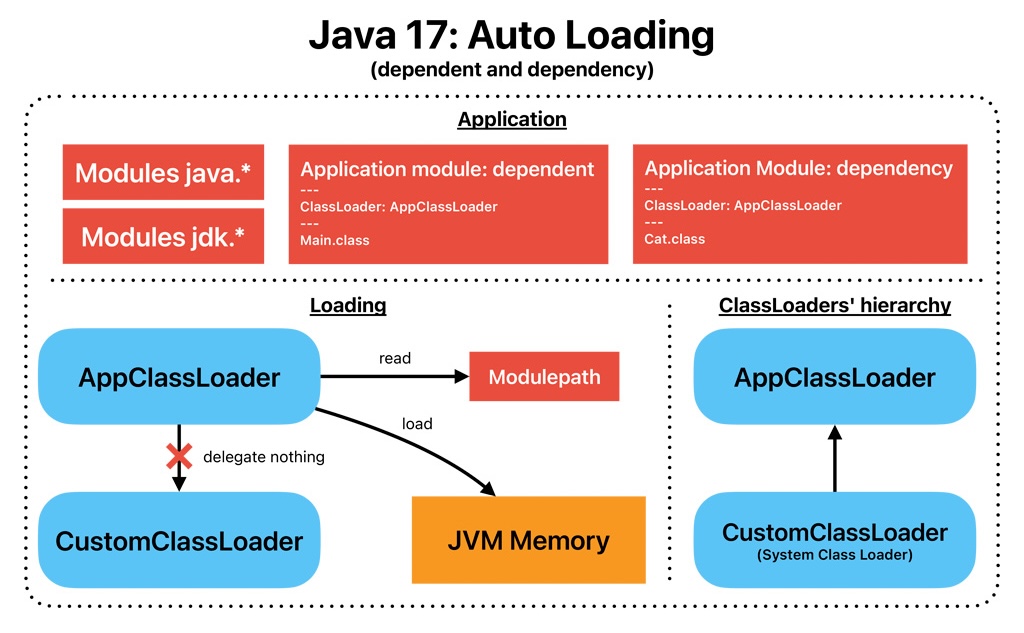 Java 17: Auto Loading
(dependent and dependency)
Application
Modules java.*
Modules jdk.*
Application module: dependent
---
ClassLoader: AppClassLoader
---
Main.class
Application Module: dependency
---
ClassLoader: AppClassLoader
---
Cat.class
Loading
AppClassLoader
read
Modulepath
load
delegate nothing
CustomClassLoader
JVM Memory
ClassLoaders' hierarchy
AppClassLoader
CustomClassLoader
(System Class Loader)